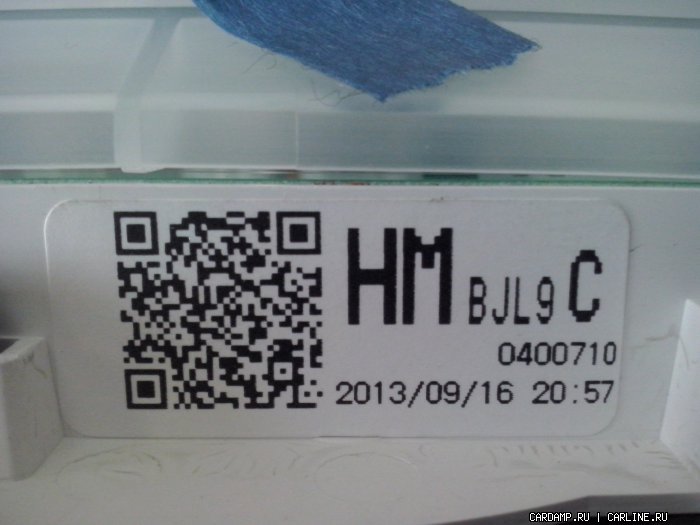 HM BJL9 C
0400710
2013/09/16 20:57
CARDAMP.RU | CARLINE.RU